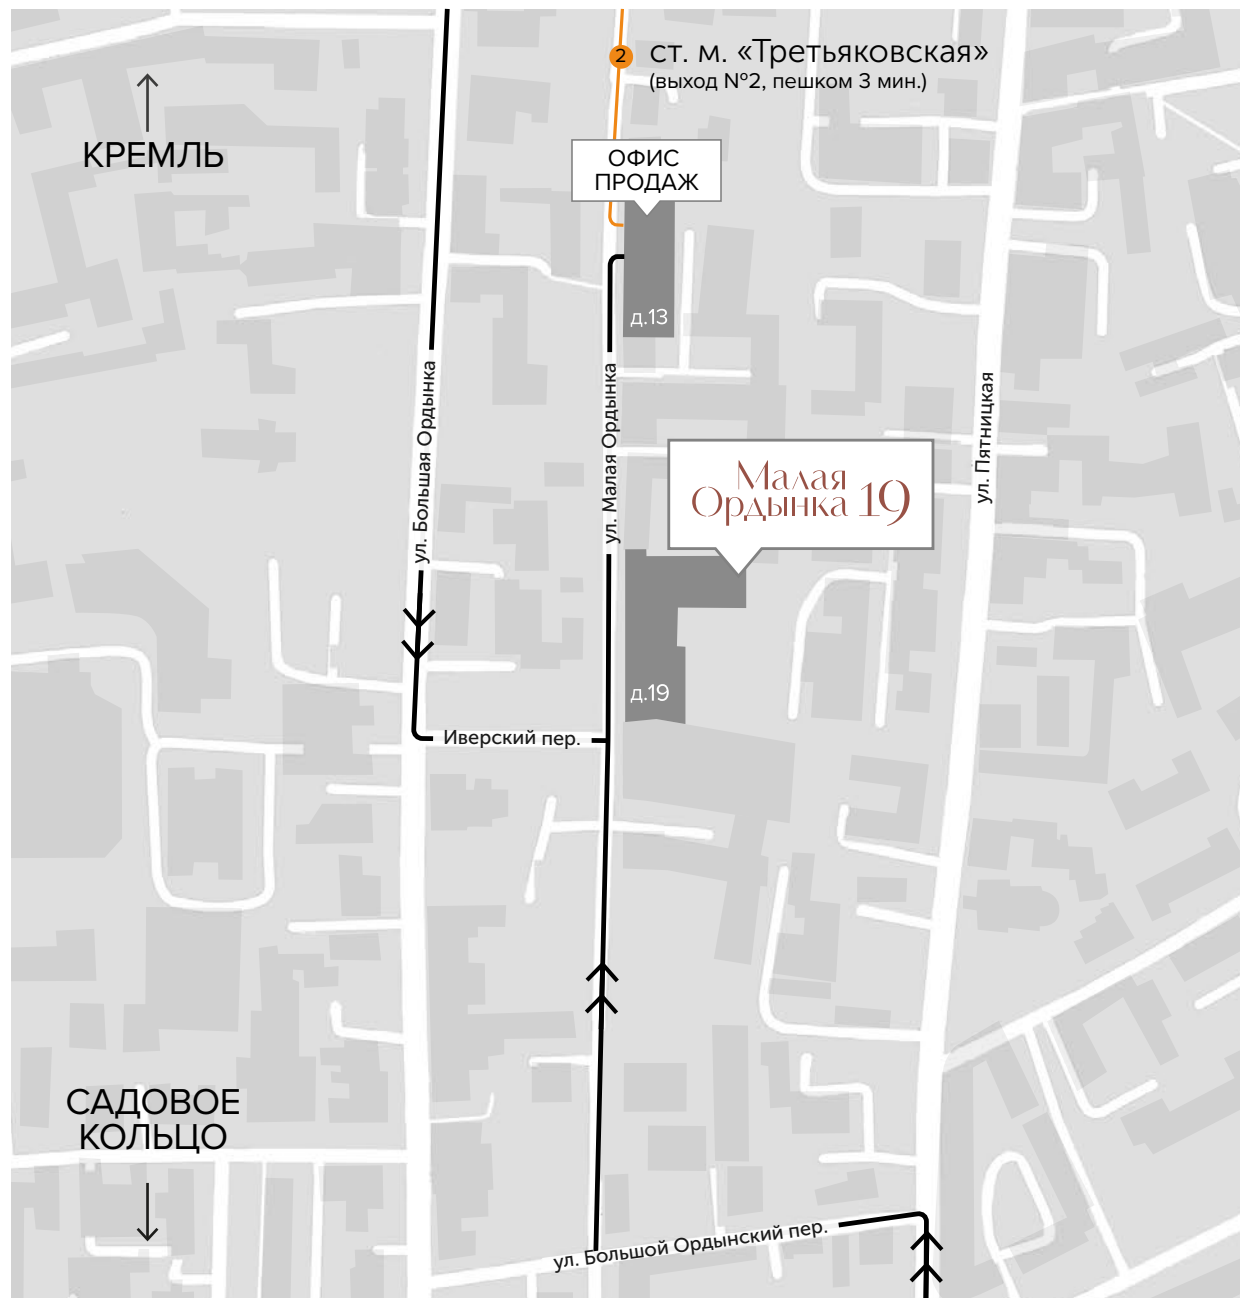 2
ст. м. «Третьяковская»
(выход №2, пешком 3 мин.)
КРЕМЛЬ
ОФИС
ПРОДАЖ
д.13
ул. Большая Ордынка
ул. Малая Ордынка
ул. Пятницкая
Малая
Ордынка 19
д.19
Иверский пер.
САДОВОЕ
КОЛЬЦО
ул. Большой Ордынский пер.